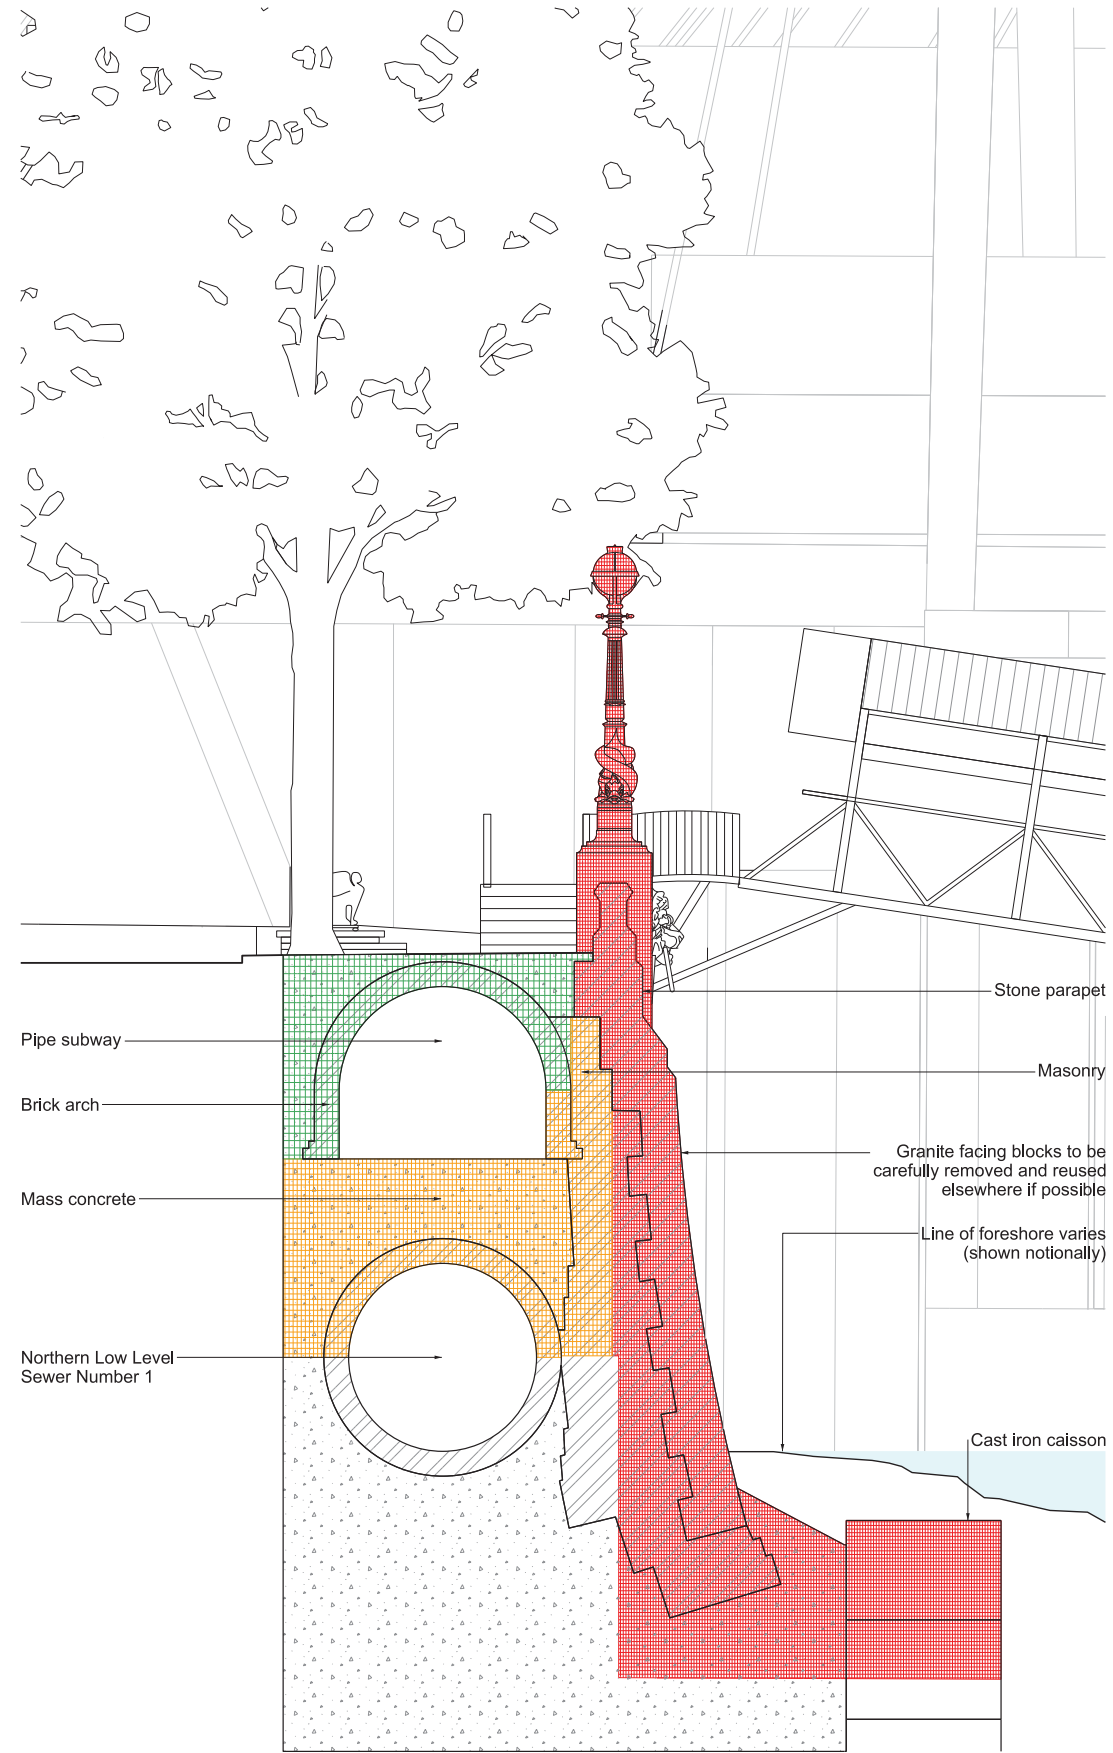 Stone parapet
Pipe subway
Masonry
Brick arch
Granite facing blocks to be
carefully removed and reused
elsewhere if possible
Mass concrete
Line of foreshore varies
(shown notionally)
Northern Low Level
Sewer Number 1
Cast iron caisson